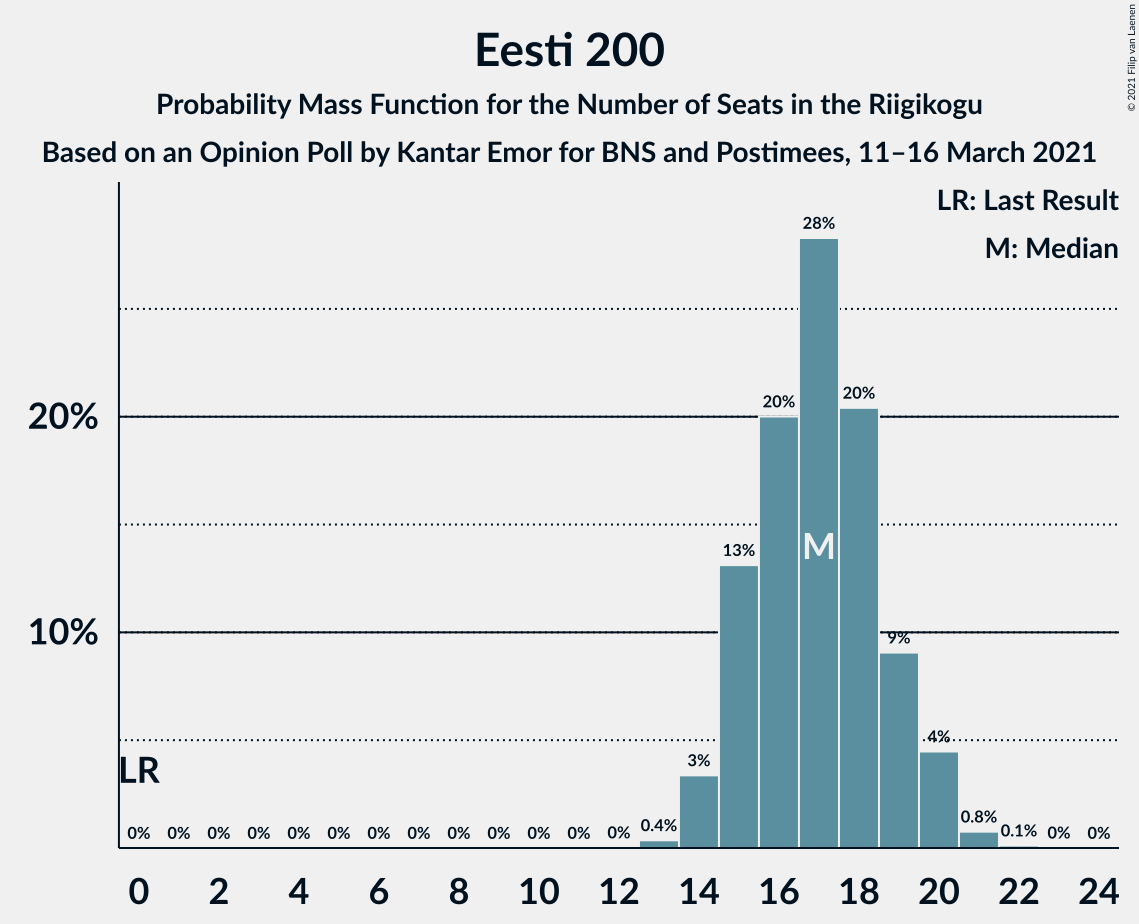 Eesti 200
Probability Mass Function for the Number of Seats in the Riigikogu
Based on an Opinion Poll by Kantar Emor for BNS and Postimees, 11–16 March 2021
© 2021 Filip van Laenen
LR: Last Result
M: Median
28%
20%
20%
20%
13%
M
10%
9%
4%
LR
3%
0% 0% 0% 0% 0% 0% 0% 0% 0% 0% 0% 0% 0% 0.4% 0.8% 0.1% 0% 0%
0 2 4 6 8 10 12 14 16 18 20 22 24